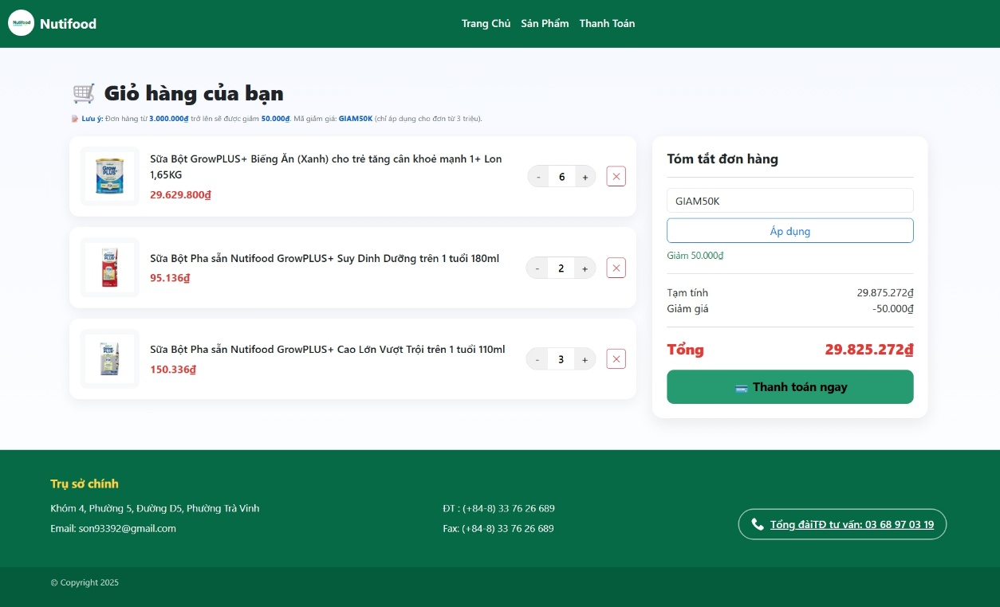 Nutifood
Nutifood
Trang Chủ Sản Phẩm Thanh Toán
Giỏ hàng của bạn
Lưu ý: Đơn hàng từ 3.000.000₫ trở lên sẽ được giảm 50.000₫. Mã giảm giá: GIAM50K (chỉ áp dụng cho đơn từ 3 triệu).
Sữa Bột GrowPLUS+ Biếng Ăn (Xanh) cho trẻ tăng cân khoẻ mạnh 1+ Lon
1,65KG
29.629.800₫
- 6 +
Sữa Bột Pha sẵn Nutifood GrowPLUS+ Suy Dinh Dưỡng trên 1 tuổi 180ml
95.136₫
- 2 +
Sữa Bột Pha sẵn Nutifood GrowPLUS+ Cao Lớn Vượt Trội trên 1 tuổi 110ml
150.336₫
- 3 +
Tóm tắt đơn hàng
GIAM50K
Áp dụng
Giảm 50.000₫
Tạm tính 29.875.272₫
Giảm giá -50.000₫
Tổng 29.825.272₫
Thanh toán ngay
Trụ sở chính
Khóm 4, Phường 5, Đường D5, Phường Trà Vinh
Email: son93392@gmail.com
ĐT : (+84-8) 33 76 26 689
Fax: (+84-8) 33 76 26 689
Tổng đàiTĐ tư vấn: 03 68 97 03 19
© Copyright 2025